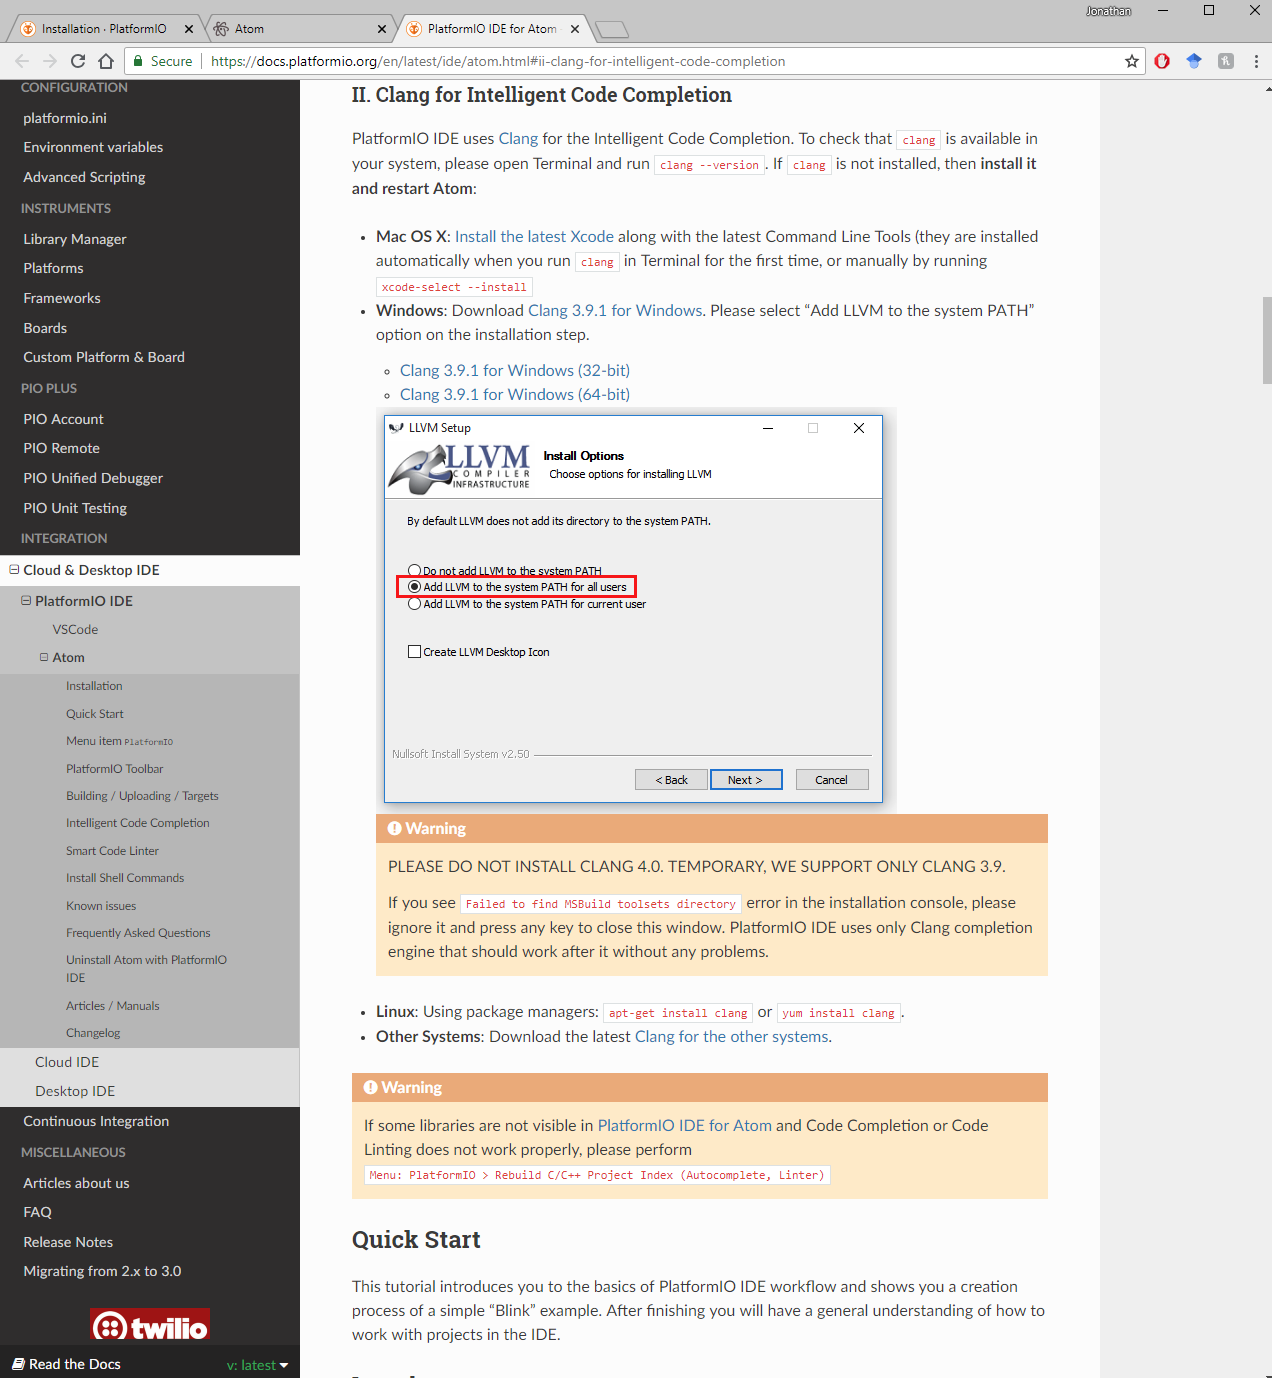 Jonathan
Installation · PlatformIO
Atom
PlatformIO IDE for Atom
Secure
https://docs.platformio.org/en/latest/ide/atom.html#ii-clang-for-intelligent-code-completion
CONFIGURATION
platformio.ini
Environment variables
Advanced Scripting
INSTRUMENTS
Library Manager
Platforms
Frameworks
Boards
Custom Platform & Board
PIO PLUS
PIO Account
PIO Remote
PIO Unified Debugger
PIO Unit Testing
INTEGRATION
Cloud & Desktop IDE
PlatformIO IDE
VSCode
Atom
Installation
Quick Start
Menu item PlatformIO
PlatformIO Toolbar
Building / Uploading / Targets
Intelligent Code Completion
Smart Code Linter
Install Shell Commands
Known issues
Frequently Asked Questions
Uninstall Atom with PlatformIO
IDE
Articles / Manuals
Changelog
Cloud IDE
Desktop IDE
Continuous Integration
MISCELLANEOUS
Articles about us
FAQ
Release Notes
Migrating from 2.x to 3.0
twilio
Read the Docs
v: latest
II. Clang for Intelligent Code Completion
PlatformIO IDE uses Clang for the Intelligent Code Completion. To check that clang is available in
your system, please open Terminal and run clang --version. If clang is not installed, then install it
and restart Atom:
• Mac OS X: Install the latest Xcode along with the latest Command Line Tools (they are installed
automatically when you run clang in Terminal for the first time, or manually by running
xcode-select --install
• Windows: Download Clang 3.9.1 for Windows. Please select “Add LLVM to the system PATH”
option on the installation step.
◦ Clang 3.9.1 for Windows (32-bit)
◦ Clang 3.9.1 for Windows (64-bit)
LLVM Setup
LLVM
COMPILER
INFRASTRUCTURE
Install Options
Choose options for installing LLVM
By default LLVM does not add its directory to the system PATH.
Do not add LLVM to the system PATH
Add LLVM to the system PATH for all users
Add LLVM to the system PATH for current user
Create LLVM Desktop Icon
Nullsoft Install System v2.50
< Back
Next >
Cancel
Warning
PLEASE DO NOT INSTALL CLANG 4.0. TEMPORARY, WE SUPPORT ONLY CLANG 3.9.
If you see Failed to find MSBuild toolsets directory error in the installation console, please
ignore it and press any key to close this window. PlatformIO IDE uses only Clang completion
engine that should work after it without any problems.
• Linux: Using package managers: apt-get install clang or yum install clang.
• Other Systems: Download the latest Clang for the other systems.
Warning
If some libraries are not visible in PlatformIO IDE for Atom and Code Completion or Code
Linting does not work properly, please perform
Menu: PlatformIO > Rebuild C/C++ Project Index (Autocomplete, Linter)
Quick Start
This tutorial introduces you to the basics of PlatformIO IDE workflow and shows you a creation
process of a simple “Blink” example. After finishing you will have a general understanding of how to
work with projects in the IDE.